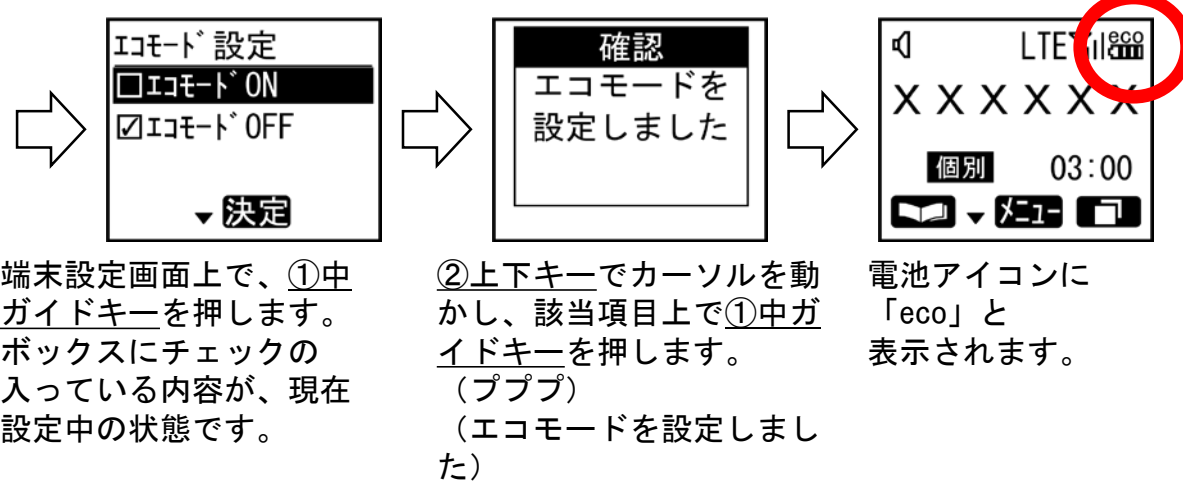 エコモード設定
□エコモードON
☑エコモードOFF
決定
端末設定画面上で、①中
ガイドキーを押します。
ボックスにチェックの
入っている内容が、現在
設定中の状態です。
確認
エコモードを
設定しました
②上下キーでカーソルを動
かし、該当項目上で①中ガ
イドキーを押します。
（プププ）
（エコモードを設定しまし
た）
LTE eco
XXXXXX
個別 03:00
メニュー
電池アイコンに
「eco」と
表示されます。